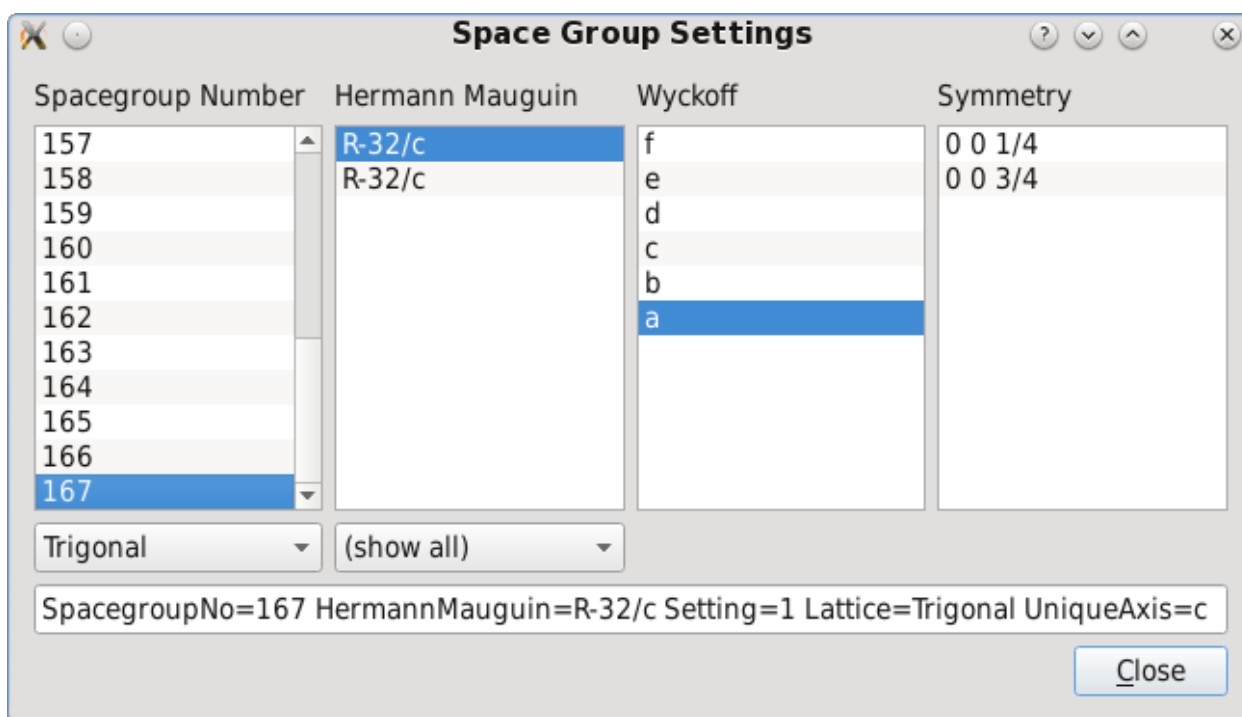 Space Group Settings
Spacegroup Number Hermann Mauguin Wyckoff Symmetry
157 R-32/c f 0 0 1/4
158 R-32/c e 0 0 3/4
159 d
160 c
161 b
162 a
163
164
165
166
167
Trigonal (show all)
SpacegroupNo=167 HermannMauguin=R-32/c Setting=1 Lattice=Trigonal UniqueAxis=c
Close